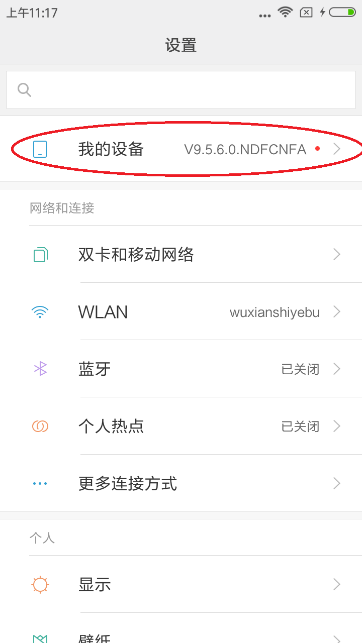 上午11:17
设置
我的设备 V9.5.6.0.NDFCNFA
网络和连接
双卡和移动网络
WLAN wuxianshiyebu
蓝牙 已关闭
个人热点 已关闭
更多连接方式
个人
显示
壁纸